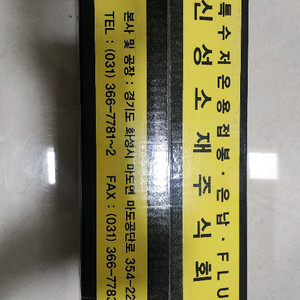 특수 저온용접봉·은납·FLU
신성소재주식회
본사 및 공장 : 경기도 화성시 마도면 마도공단로 354-22
TEL : (031) 366-7781~2 FAX : (031) 366-7783